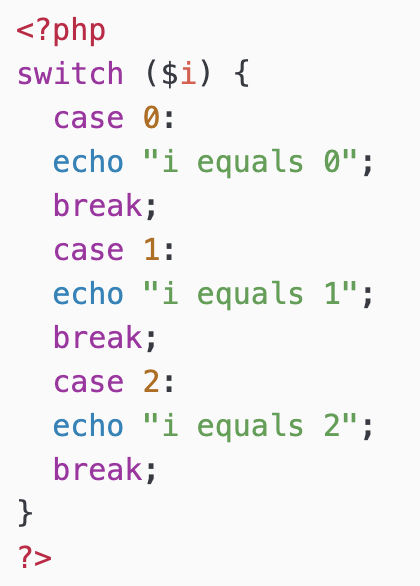 <?php
switch ($i) {
  case 0:
  echo "i equals 0";
  break;
  case 1:
  echo "i equals 1";
  break;
  case 2:
  echo "i equals 2";
  break;
}
?>